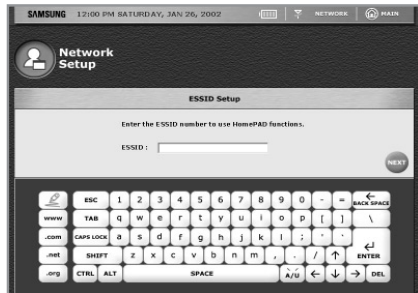 SAMSUNG 12:00 PM SATURDAY, JAN 26, 2002 NETWORK MAIN
Network
Setup
ESSID Setup
Enter the ESSID number to use HomePAD functions.
ESSID :
NEXT
ESC 1 2 3 4 5 6 7 8 9 0 - = BACK SPACE
www TAB q w e r t y u i o p [ ] \
.com CAPS LOCK a s d f g h j k l ; '
.net SHIFT z x c v b n m , . / ENTER
.org CTRL ALT SPACE DEL